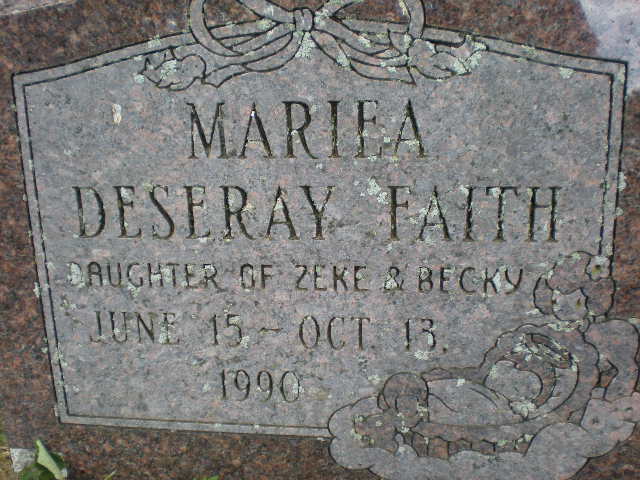 MARIEA
DESERAY FAITH
DAUGHTER OF ZEKE & BECKY
JUNE 15 - OCT. 13.
1990